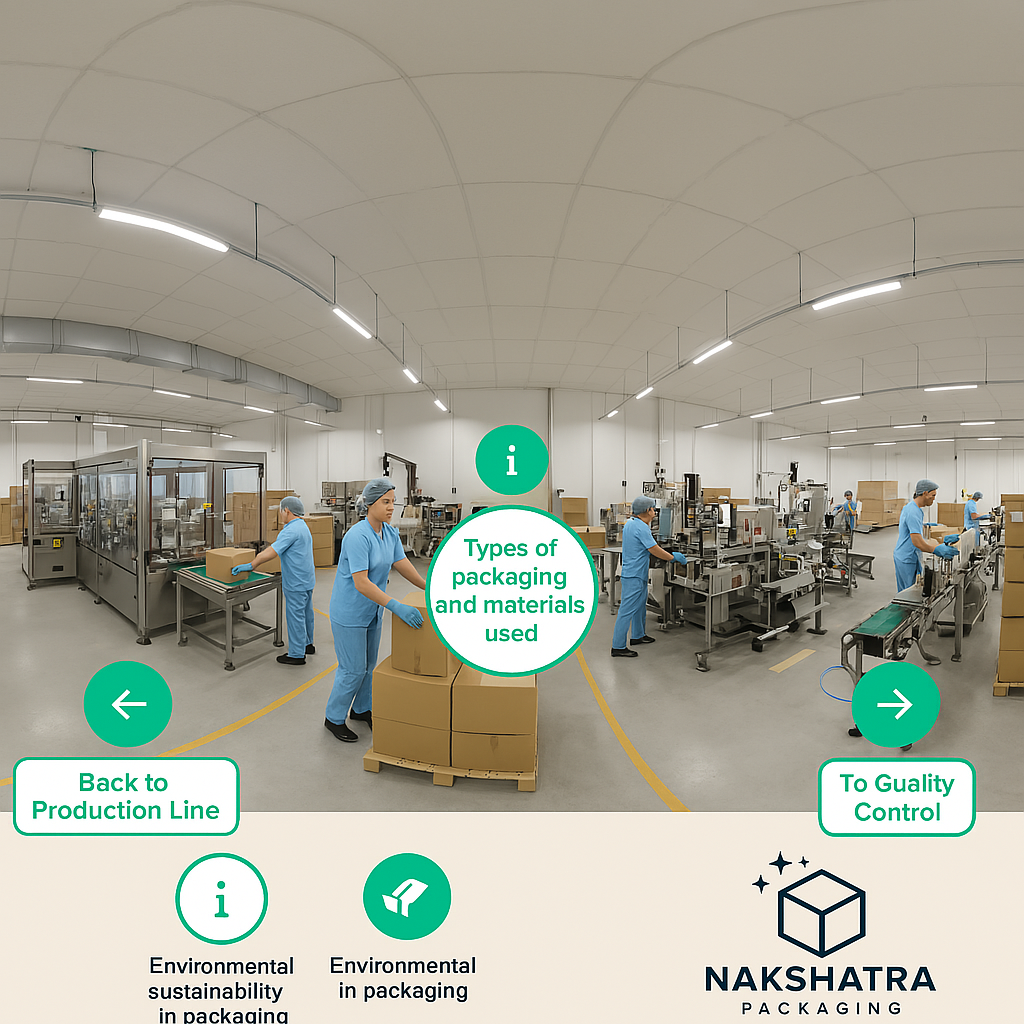 Types of
packaging
and materials
used
Back to
Production Line
To Guality
Control
Environmental
sustainability
in packaging
Environmental
in packaging
NAKSHATRA
PACKAGING